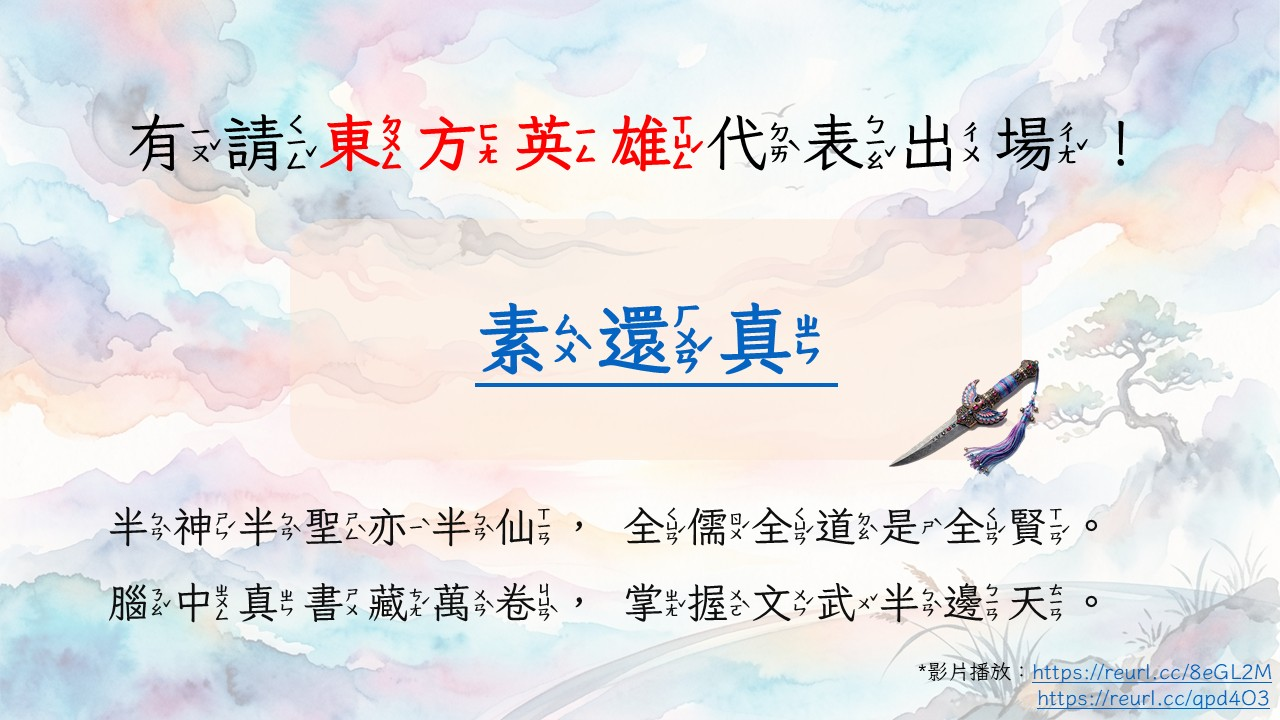 有請東方英雄代表出場！
素還真
半神半聖亦半仙，全儒全道是全賢。
腦中真書藏萬卷，掌握文武半邊天。
*影片播放：https://reurl.cc/8eGL2M
https://reurl.cc/qpd4O3